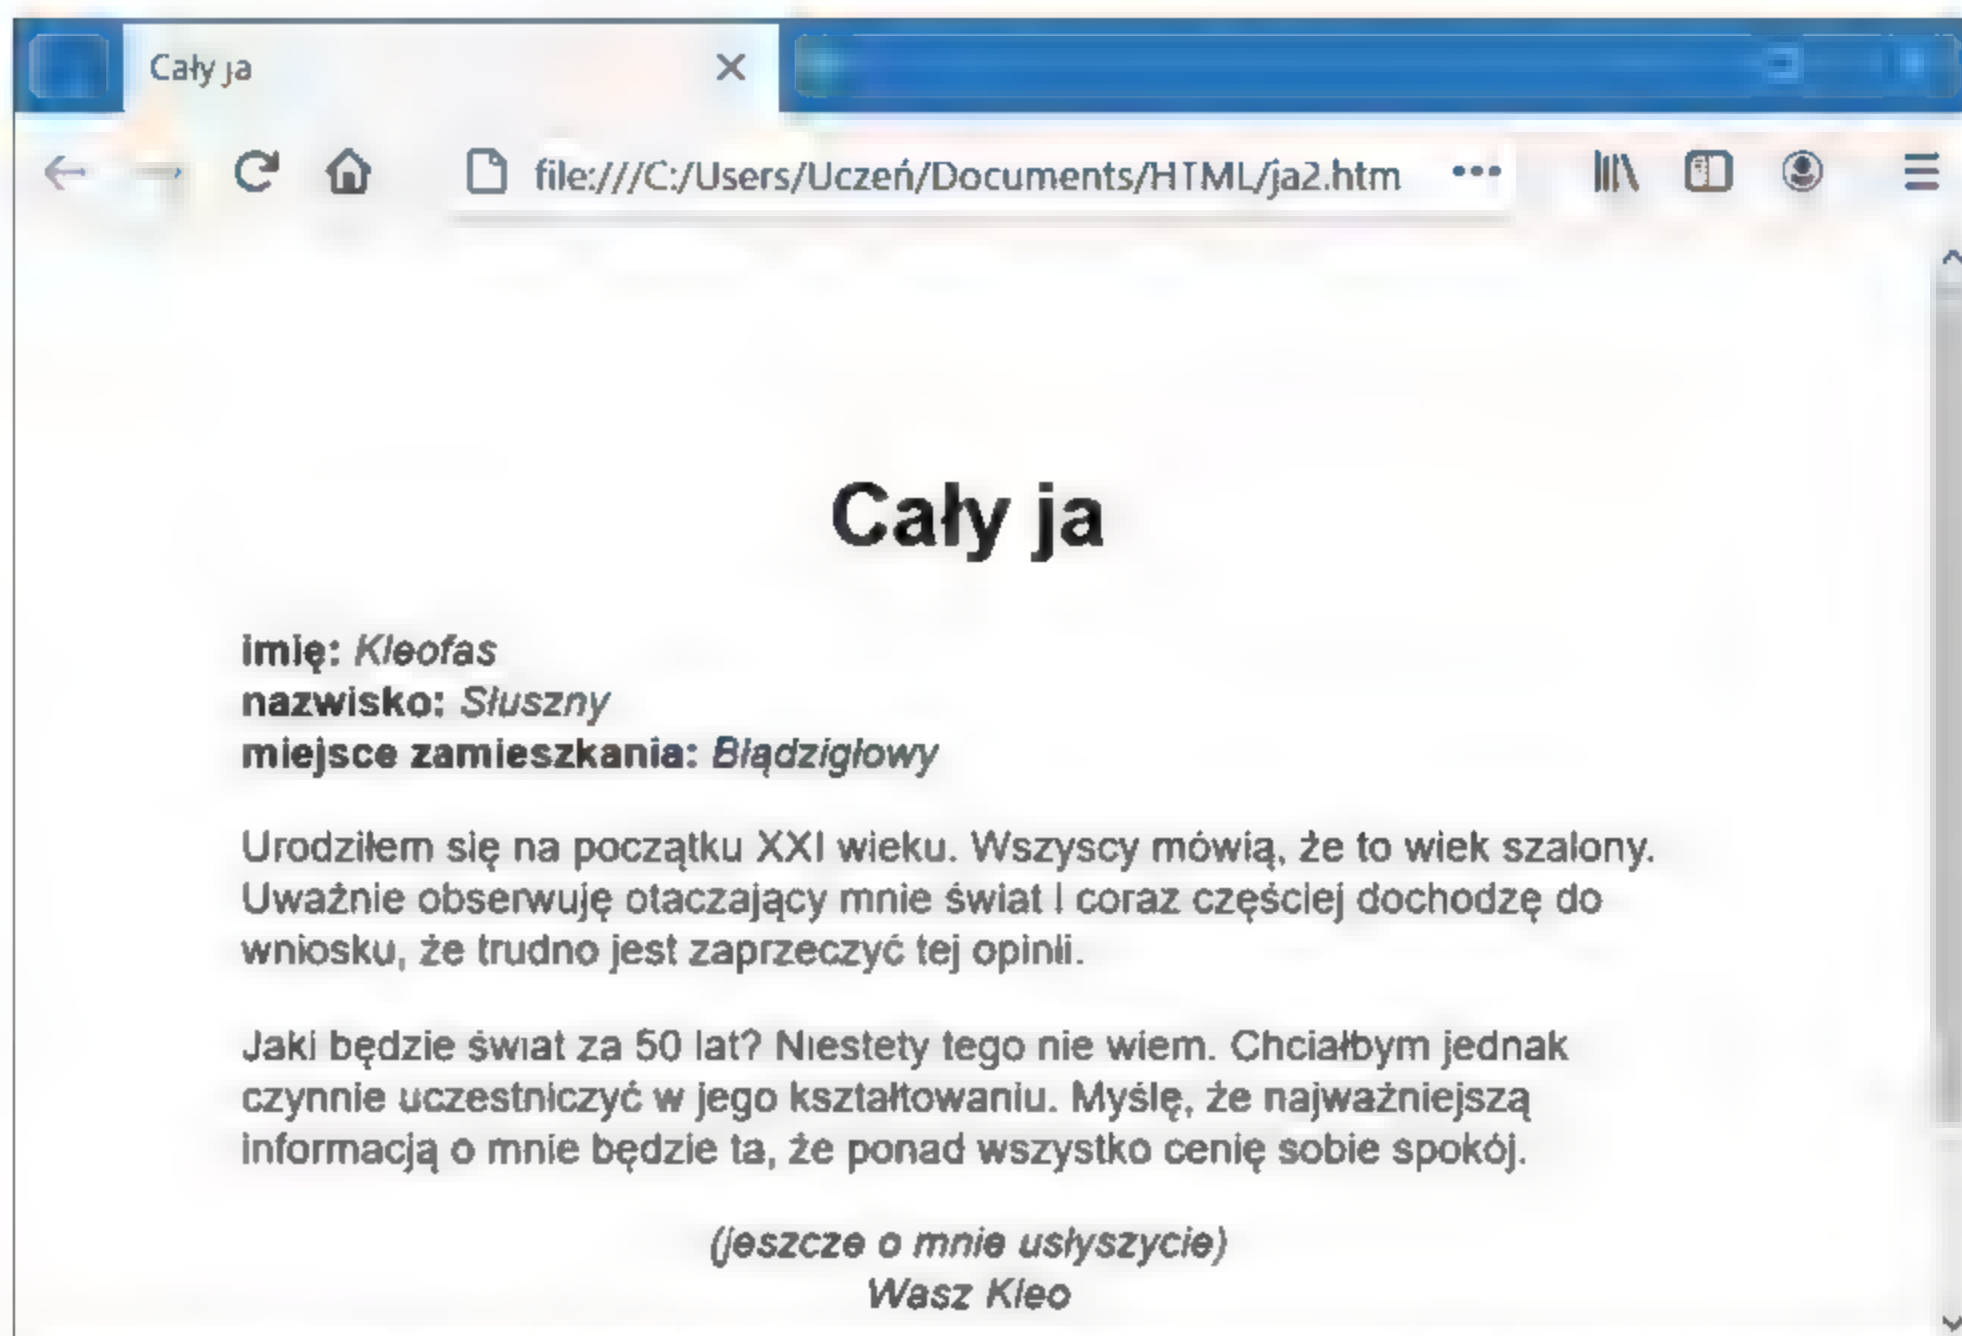 Cały ja
file:///C:/Users/Uczeń/Documents/HTML/ja2.htm
Cały ja
imię: Kleofas
nazwisko: Słuszny
miejsce zamieszkania: Błądzigłowy
Urodziłem się na początku XXI wieku. Wszyscy mówią, że to wiek szalony.
Uważnie obserwuję otaczający mnie świat i coraz częściej dochodzę do
wniosku, że trudno jest zaprzeczyć tej opinii.
Jaki będzie świat za 50 lat? Niestety tego nie wiem. Chciałbym jednak
czynnie uczestniczyć w jego kształtowaniu. Myślę, że najważniejszą
informacją o mnie będzie ta, że ponad wszystko cenię sobie spokój.
(jeszcze o mnie usłyszycie)
Wasz Kleo